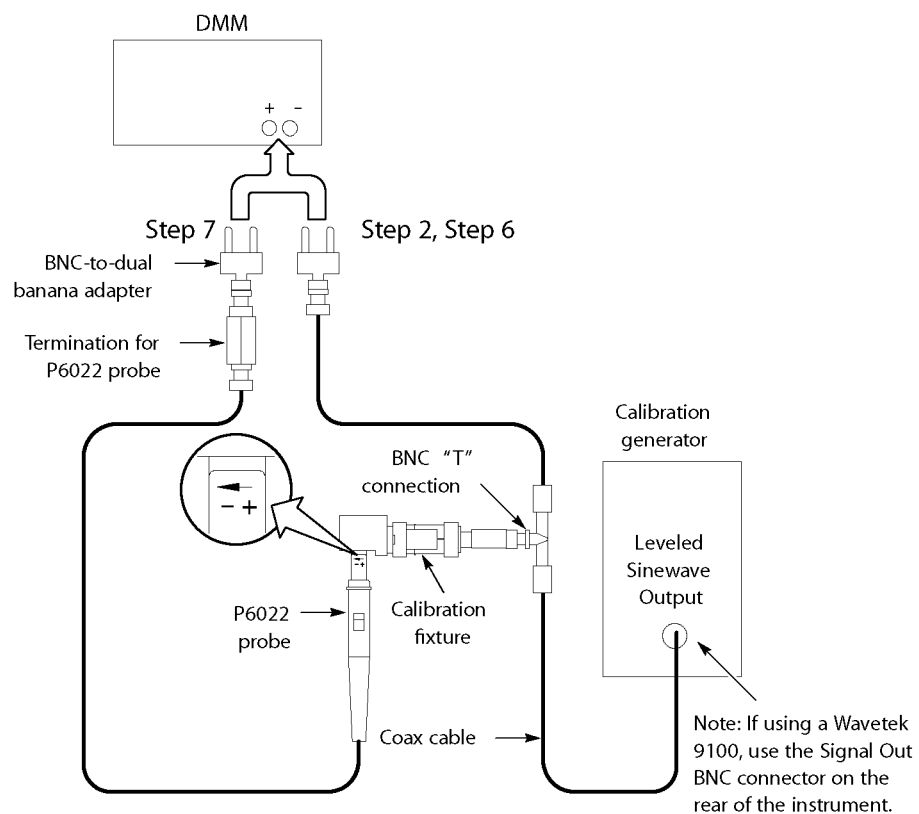 DMM
+ −
Step 7
Step 2, Step 6
BNC-to-dual
banana adapter
Termination for
P6022 probe
Calibration
generator
BNC “T”
connection
− +
Leveled
Sinewave
Output
− +
P6022
probe
Calibration
fixture
Coax cable
Note: If using a Wavetek
9100, use the Signal Out
BNC connector on the
rear of the instrument.